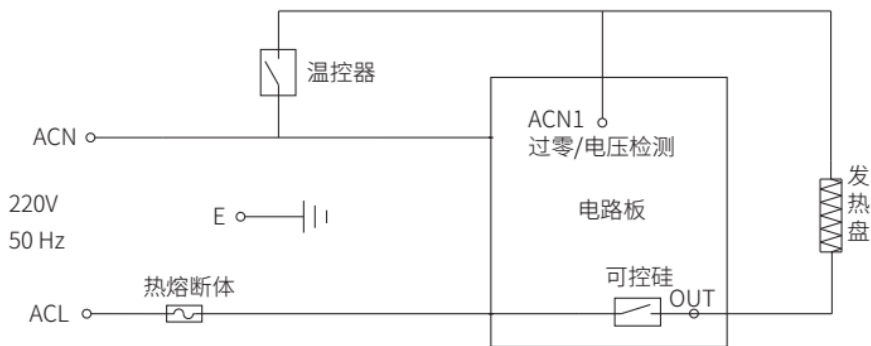 温控器
ACN
ACN1
过零/电压检测
220V
50 Hz
E
电路板
发热盘
热熔断体
可控硅
OUT
ACL